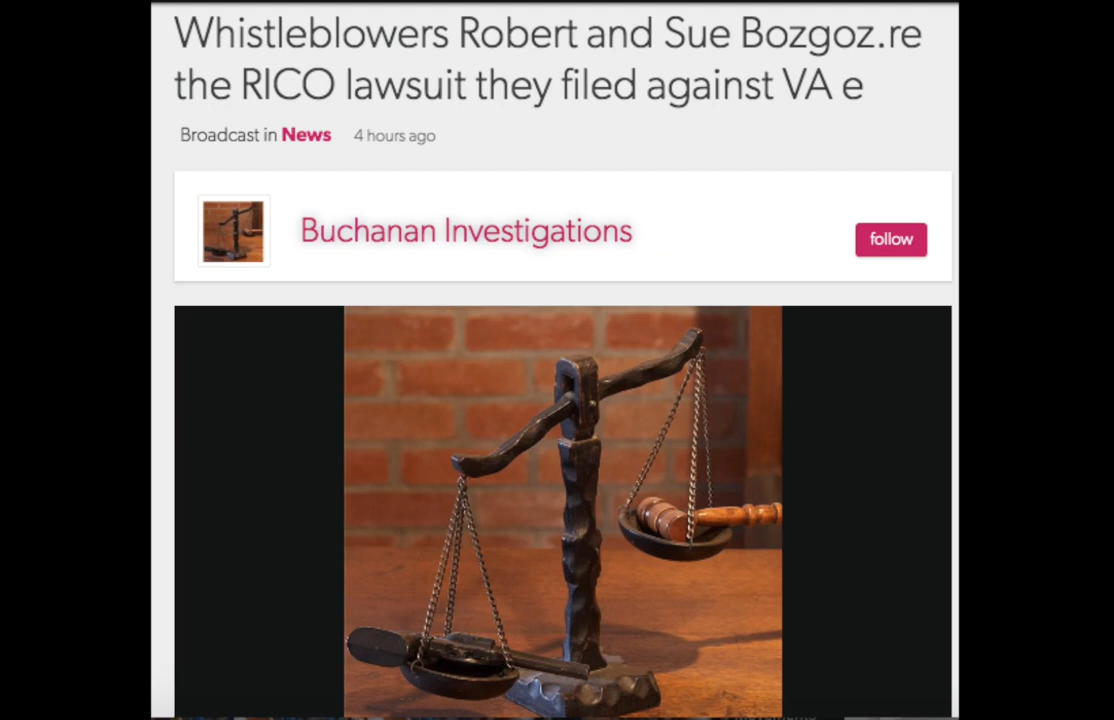 Whistleblowers Robert and Sue Bozgoz.re
the RICO lawsuit they filed against VA e
Broadcast in News 4 hours ago
Buchanan Investigations
follow